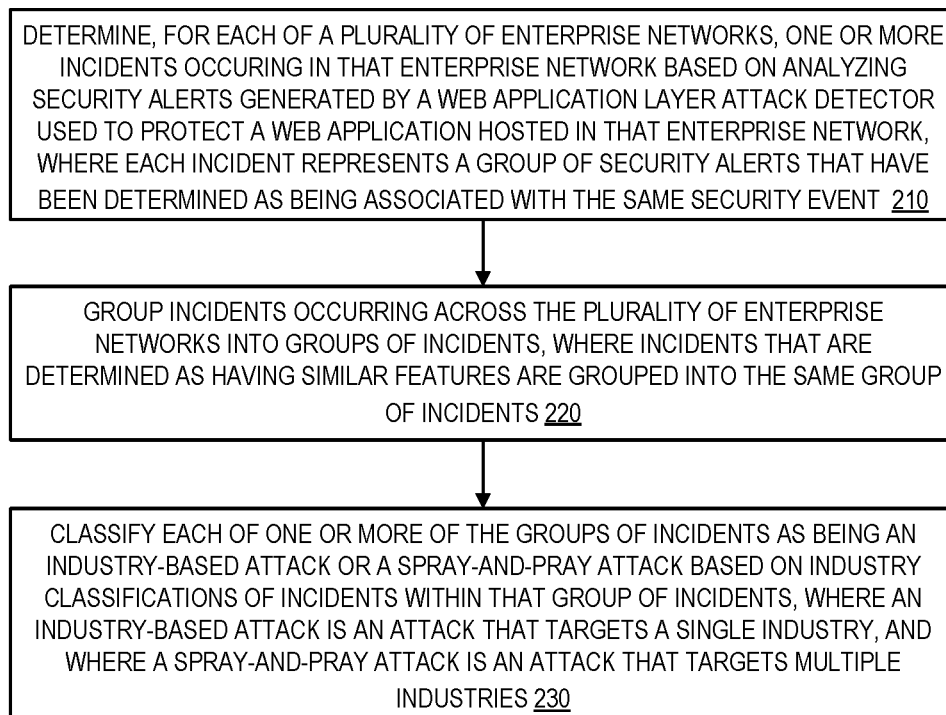 DETERMINE, FOR EACH OF A PLURALITY OF ENTERPRISE NETWORKS, ONE OR MORE
INCIDENTS OCCURING IN THAT ENTERPRISE NETWORK BASED ON ANALYZING
SECURITY ALERTS GENERATED BY A WEB APPLICATION LAYER ATTACK DETECTOR
USED TO PROTECT A WEB APPLICATION HOSTED IN THAT ENTERPRISE NETWORK,
WHERE EACH INCIDENT REPRESENTS A GROUP OF SECURITY ALERTS THAT HAVE
BEEN DETERMINED AS BEING ASSOCIATED WITH THE SAME SECURITY EVENT 210
GROUP INCIDENTS OCCURRING ACROSS THE PLURALITY OF ENTERPRISE
NETWORKS INTO GROUPS OF INCIDENTS, WHERE INCIDENTS THAT ARE
DETERMINED AS HAVING SIMILAR FEATURES ARE GROUPED INTO THE SAME GROUP
OF INCIDENTS 220
CLASSIFY EACH OF ONE OR MORE OF THE GROUPS OF INCIDENTS AS BEING AN
INDUSTRY-BASED ATTACK OR A SPRAY-AND-PRAY ATTACK BASED ON INDUSTRY
CLASSIFICATIONS OF INCIDENTS WITHIN THAT GROUP OF INCIDENTS, WHERE AN
INDUSTRY-BASED ATTACK IS AN ATTACK THAT TARGETS A SINGLE INDUSTRY, AND
WHERE A SPRAY-AND-PRAY ATTACK IS AN ATTACK THAT TARGETS MULTIPLE
INDUSTRIES 230